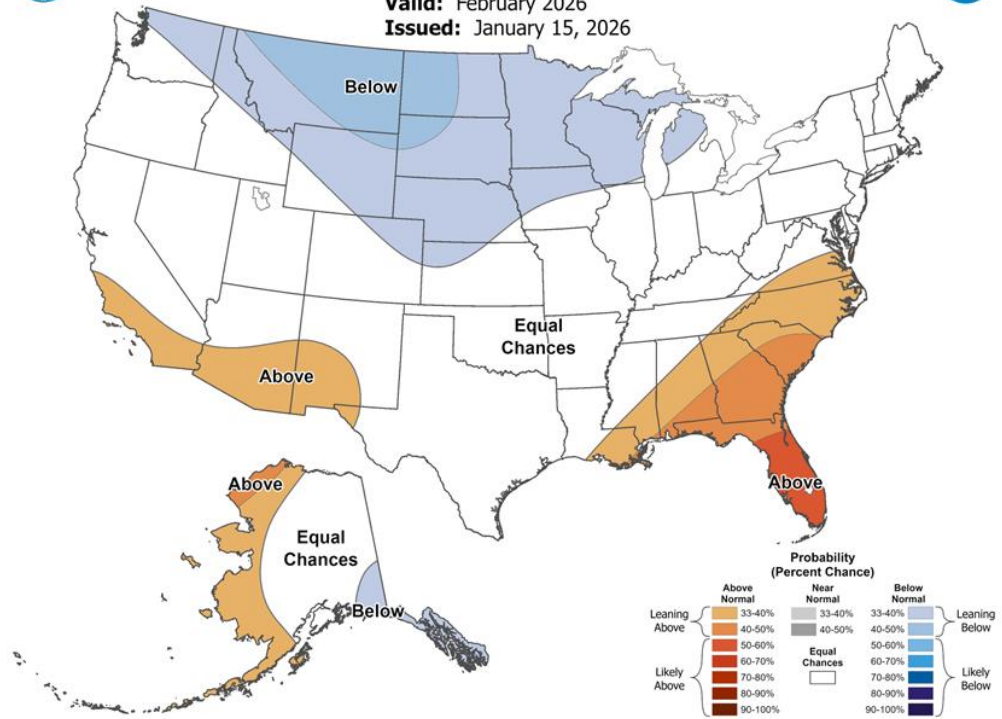 Valid: February 2026
Issued: January 15, 2026
Below
Equal
Chances
Above
Above
Above
Equal
Chances
Below
Probability
(Percent Chance)
Above
Normal
Near
Normal
Below
Normal
Leaning
Above
33-40%
40-50%
33-40%
40-50%
33-40%
40-50%
Leaning
Below
Likely
Above
50-60%
60-70%
70-80%
80-90%
90-100%
Equal
Chances
50-60%
60-70%
70-80%
80-90%
90-100%
Likely
Below